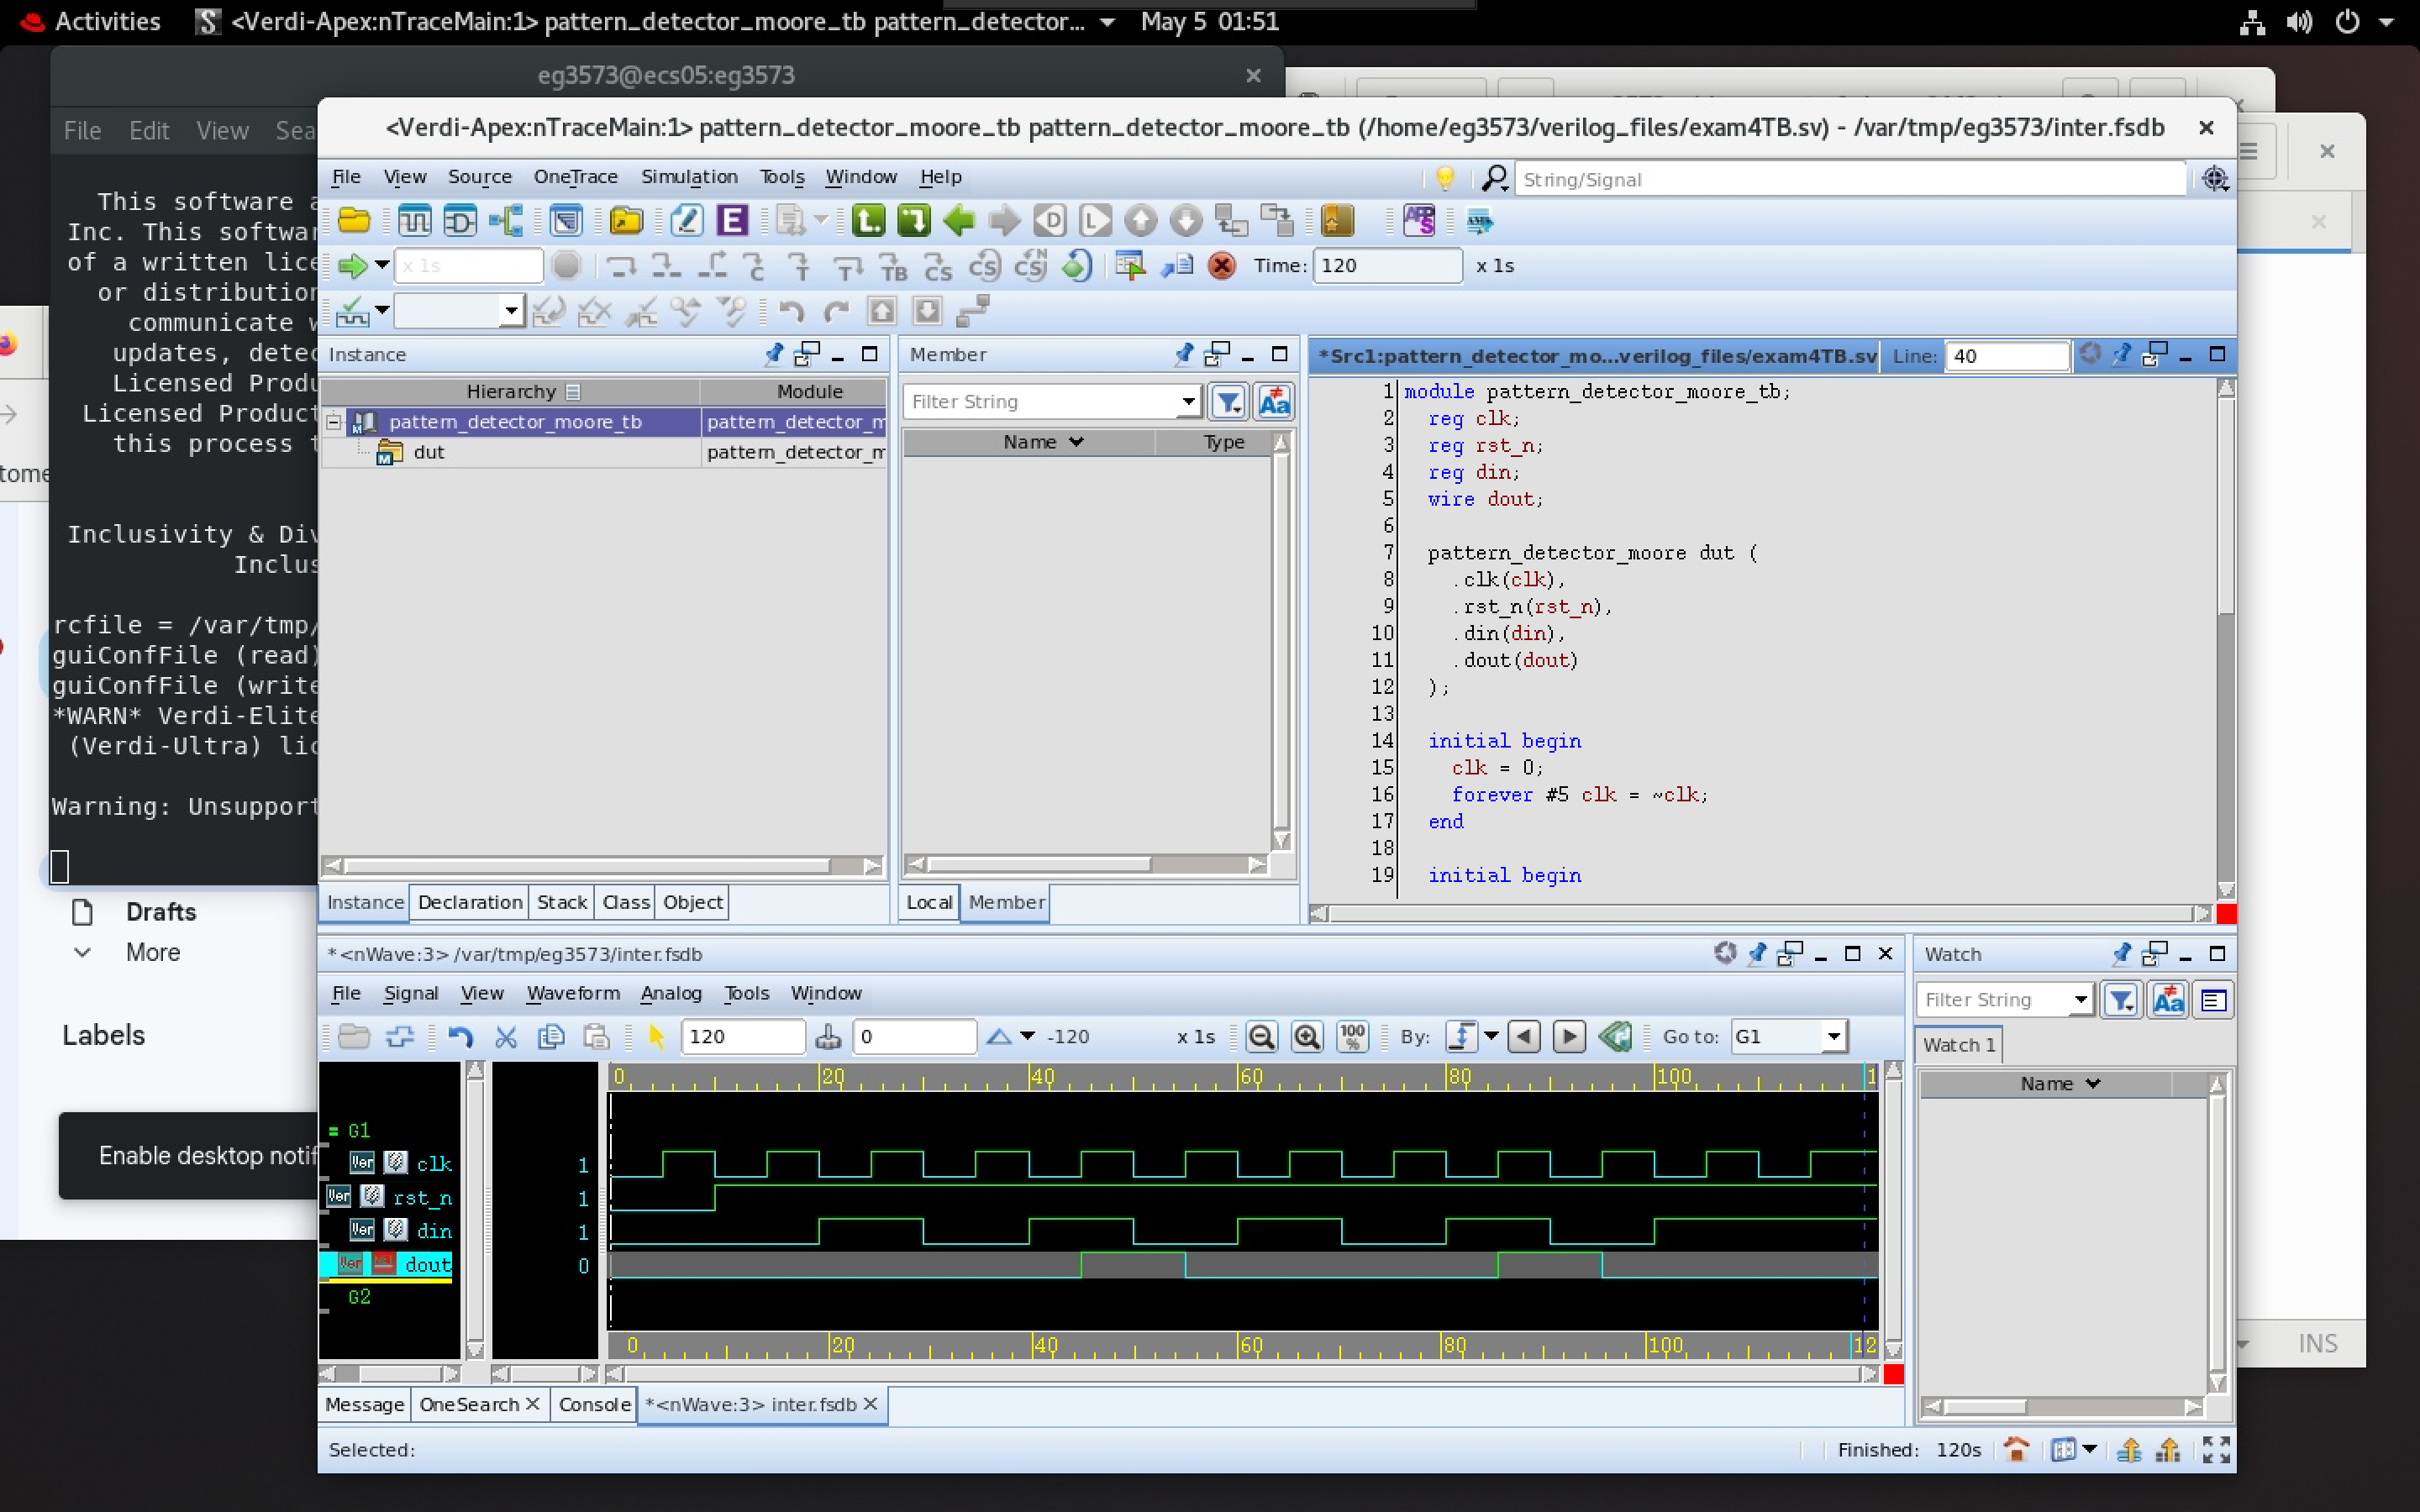 Activities <Verdi-Apex:nTraceMain:1> pattern_detector_moore_tb pattern_detector... May 5 01:51
eg3573@ecs05:eg3573
File Edit View Sea
This software a
Inc. This softwar
of a written lice
or distribution
communicate w
updates, detec
Licensed Produ
Licensed Product
this process t
Inclusivity & Div
Inclus
rcfile = /var/tmp/
guiConfFile (read)
guiConfFile (write
*WARN* Verdi-Elite
(Verdi-Ultra) lic
Warning: Unsupport
tome
Drafts
More
Labels
Enable desktop notif
<Verdi-Apex:nTraceMain:1> pattern_detector_moore_tb pattern_detector_moore_tb (/home/eg3573/verilog_files/exam4TB.sv) - /var/tmp/eg3573/inter.fsdb
File View Source OneTrace Simulation Tools Window Help
String/Signal
x 1s
Time: 120 x 1s
Instance
Hierarchy Module
pattern_detector_moore_tb pattern_detector_m
dut pattern_detector_m
Instance Declaration Stack Class Object
Member
Filter String
Name Type
Local Member
*Src1:pattern_detector_mo...verilog_files/exam4TB.sv Line: 40
1 module pattern_detector_moore_tb;
2 reg clk;
3 reg rst_n;
4 reg din;
5 wire dout;
6
7 pattern_detector_moore dut (
8 .clk(clk),
9 .rst_n(rst_n),
10 .din(din),
11 .dout(dout)
12 );
13
14 initial begin
15 clk = 0;
16 forever #5 clk = ~clk;
17 end
18
19 initial begin
*<nWave:3> /var/tmp/eg3573/inter.fsdb
File Signal View Waveform Analog Tools Window
120 0 -120 x 1s 100 % By: Go to: G1
0 20 40 60 80 100 1
= G1
clk 1
rst_n 1
din 1
dout 0
G2
0 20 40 60 80 100 12
Message OneSearch Console *<nWave:3> inter.fsdb
Watch
Filter String
Watch 1
Name
Selected: Finished: 120s
INS